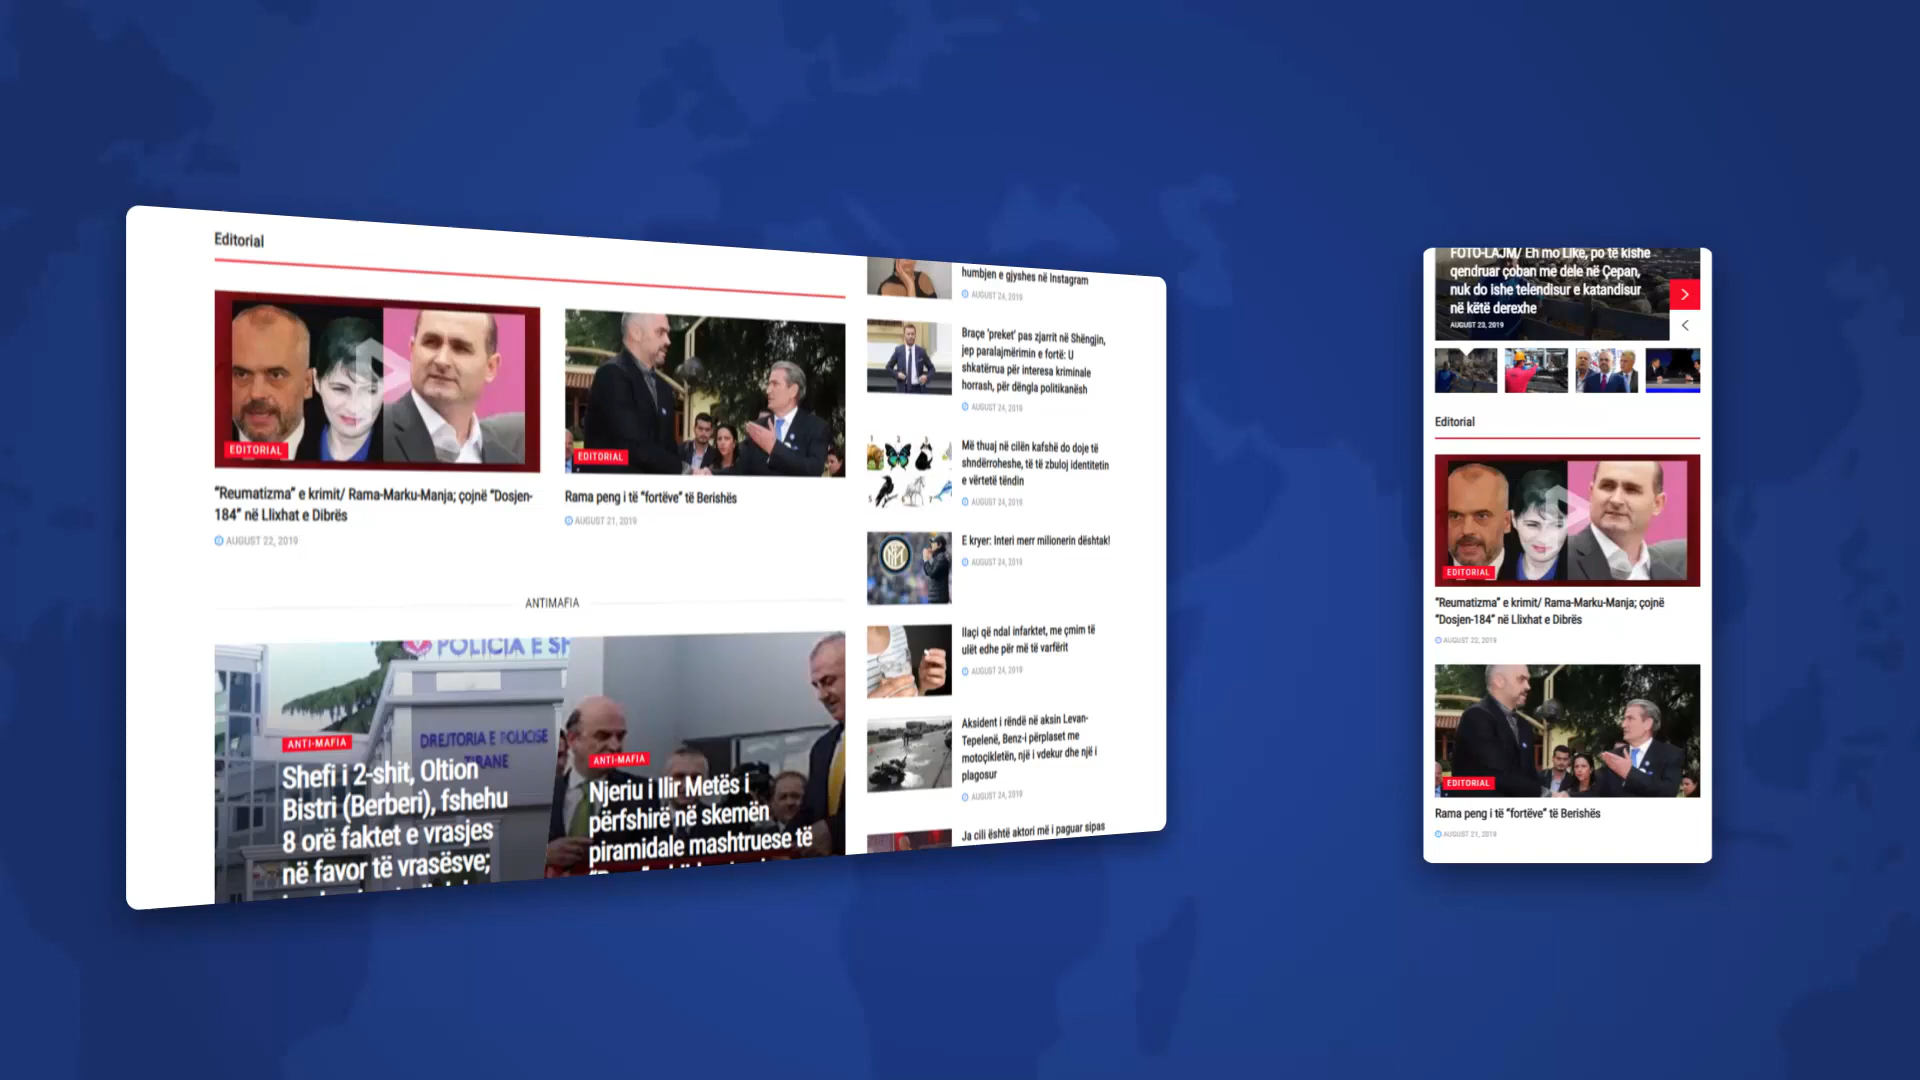 Editorial
EDITORIAL
“Reumatizma” e krimit/ Rama-Marku-Manja; çojnë “Dosjen-
184” në Llixhat e Dibrës
AUGUST 22, 2019
EDITORIAL
Rama peng i të “fortëve” të Berishës
AUGUST 21, 2019
ANTIMAFIA
POLICIA E SH
DREJTORIA E POLICISE
TIRANE
ANTI-MAFIA
Shefi i 2-shit, Oltion
Bistri (Berberi), fshehu
8 orë faktet e vrasjes
në favor të vrasësve;
ANTI-MAFIA
Njeriu i Ilir Metës i
përfshirë në skemën
piramidale mashtruese të
humbjen e gjyshes në Instagram
AUGUST 24, 2019
Braçe ‘preket’ pas zjarrit në Shëngjin,
jep paralajmërimin e fortë: U
shkatërrua për interesa kriminale
horrash, për dëngla politikanësh
AUGUST 24, 2019
Më thuaj në cilën kafshë do doje të
shndërroheshe, të të zbuloj identitetin
e vërtetë tëndin
AUGUST 24, 2019
E kryer: Interi merr milionerin dështak!
AUGUST 24, 2019
Ilaçi që ndal infarktet, me çmim të
ulët edhe për më të varfërit
AUGUST 24, 2019
Aksident i rëndë në aksin Levan-
Tepelenë, Benz-i përplaset me
motoçikletën, një i vdekur dhe një i
plagosur
AUGUST 24, 2019
Ja cili është aktori më i paguar sipas
FOTO-LAJM/ Eh mo Like, po të kishe
qendruar çoban me dele në Çepan,
nuk do ishe telendisur e katandisur
në këtë derexhe
AUGUST 23, 2019
Editorial
EDITORIAL
“Reumatizma” e krimit/ Rama-Marku-Manja; çojnë
“Dosjen-184” në Llixhat e Dibrës
AUGUST 22, 2019
EDITORIAL
Rama peng i të “fortëve” të Berishës
AUGUST 21, 2019